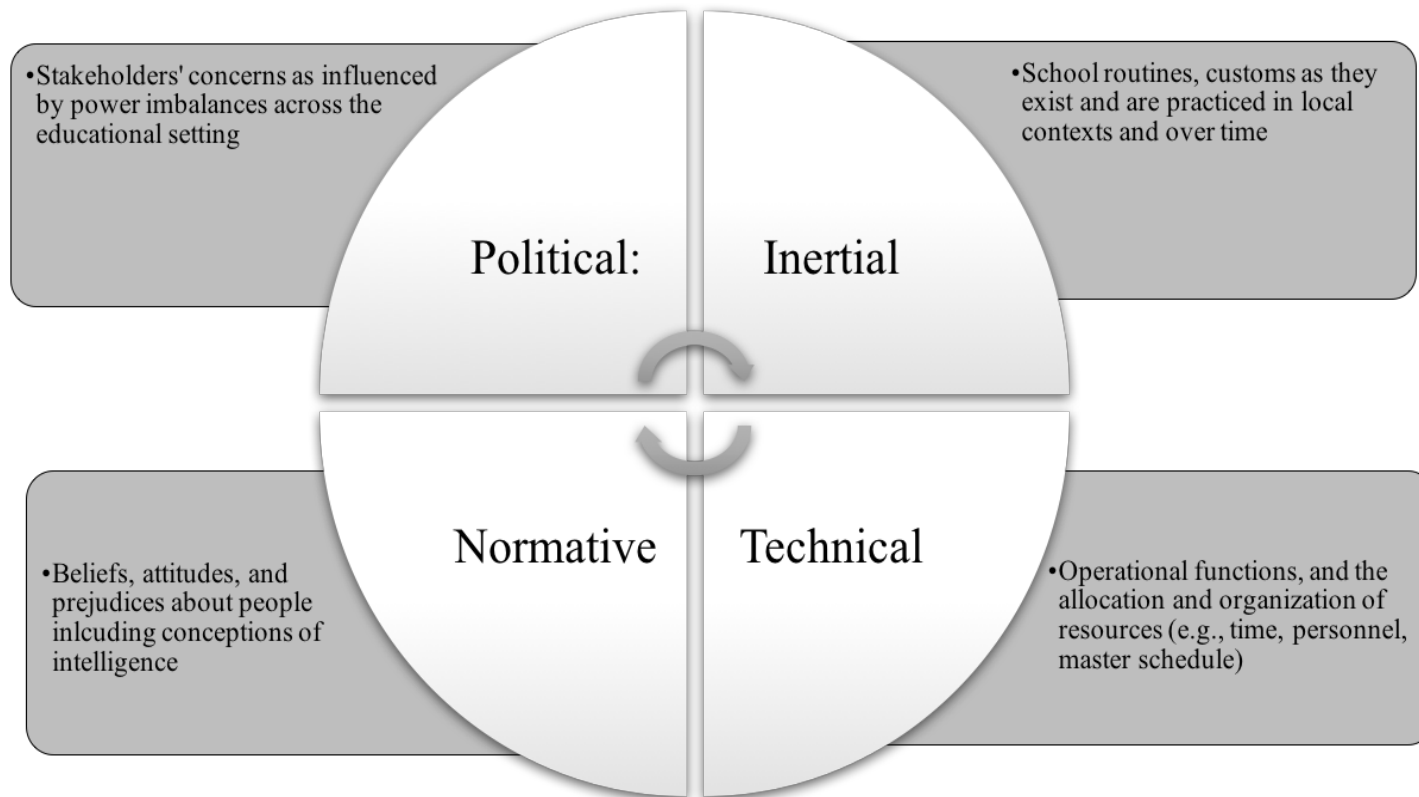 •Stakeholders' concerns as influenced
by power imbalances across the
educational setting
•School routines, customs as they
exist and are practiced in local
contexts and over time
Political:
Inertial
Normative
Technical
•Beliefs, attitudes, and
prejudices about people
inlcuding conceptions of
intelligence
•Operational functions, and the
allocation and organization of
resources (e.g., time, personnel,
master schedule)